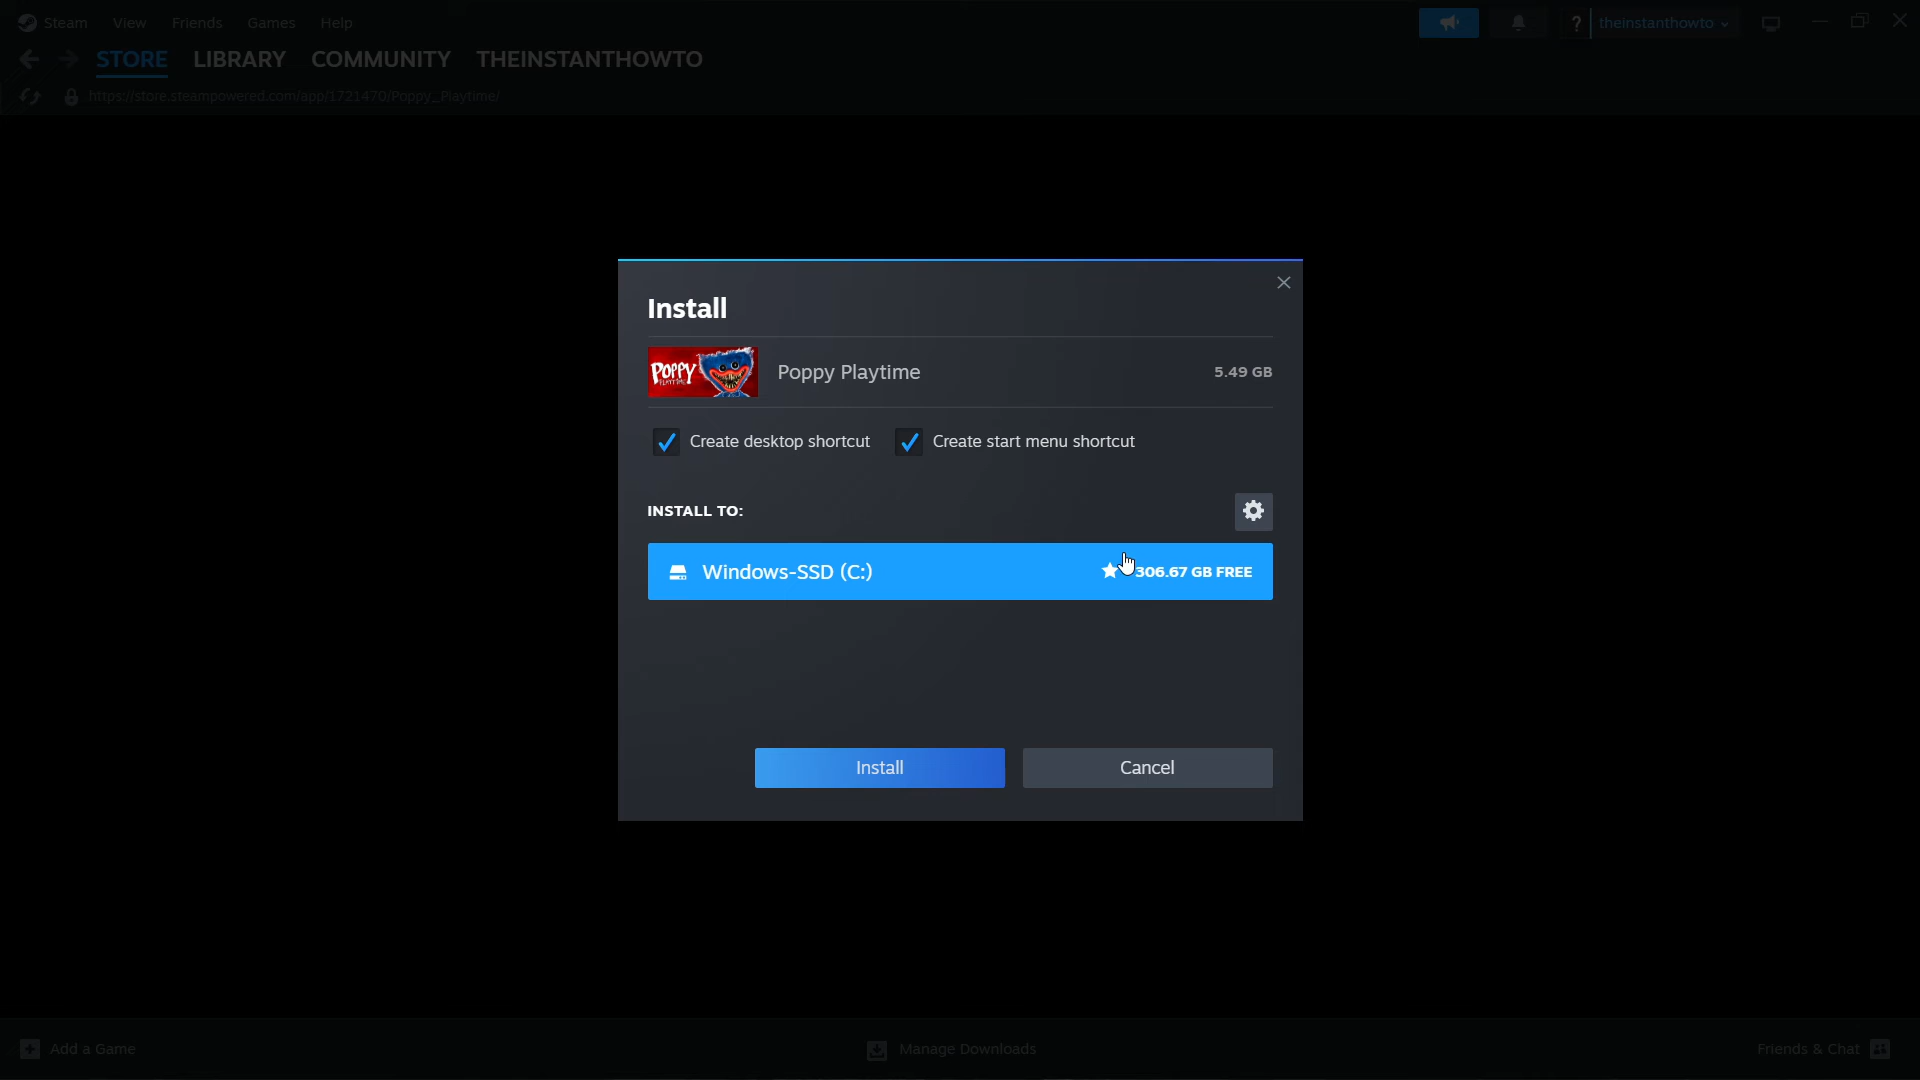 Steam View Friends Games Help
? theinstanthowto
STORE LIBRARY COMMUNITY THEINSTANTHOWTO
https://store.steampowered.com/app/1721470/Poppy_Playtime/
Install
POPPY
PLAYTIME
Poppy Playtime 5.49 GB
Create desktop shortcut Create start menu shortcut
INSTALL TO:
Windows-SSD (C:) 306.67 GB FREE
Install Cancel
Add a Game Manage Downloads Friends & Chat